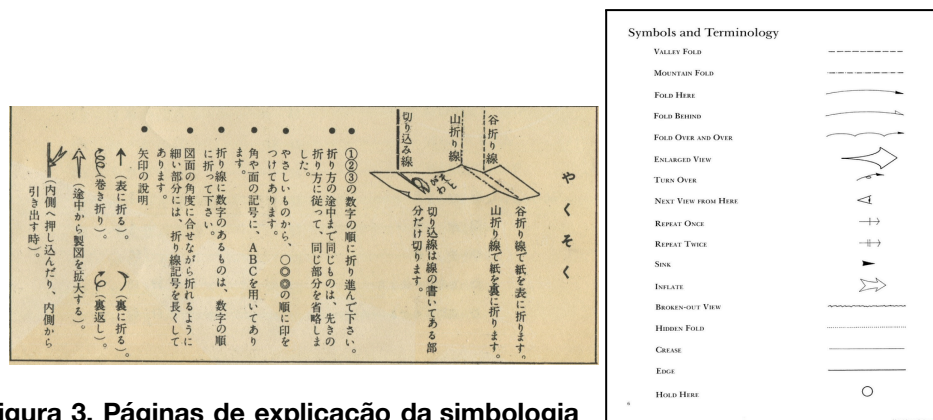 やくそく
谷折り線
山折り線
切り込み線
谷折り線で紙を表に折ります。
山折り線で紙を裏に折ります。
切り込線は線の書いてある部
分だけ切ります。
● ①②③の数字の順に折り進んで下さい。
● 折り方の途中まで同じものは、先きの
折り方に従って、同じ部分を省略しま
した。
● やさしいものから、○◎◎の順に印を
つけてあります。
● 角や面の記号に、ABCを用いてあり
ます。
● 折り線に数字のあるものは、数字の順
に折って下さい。
● 図面の角度に合せながら折れるように
細い部分には、折り線記号を長くして
あります。
● 矢印の説明
(表に折る)。
(裏に折る)。
(巻き折り)。
(裏返し)。
(途中から製図を拡大する)。
(内側へ押し込んだり、内側から
引き出す時)。
Symbols and Terminology
Valley Fold
Mountain Fold
Fold Here
Fold Behind
Fold Over and Over
Enlarged View
Turn Over
Next View from Here
Repeat Once
Repeat Twice
Sink
Inflate
Broken-out View
Hidden Fold
Crease
Edge
Hold Here
igura 3. Páginas de explicação da simbologia